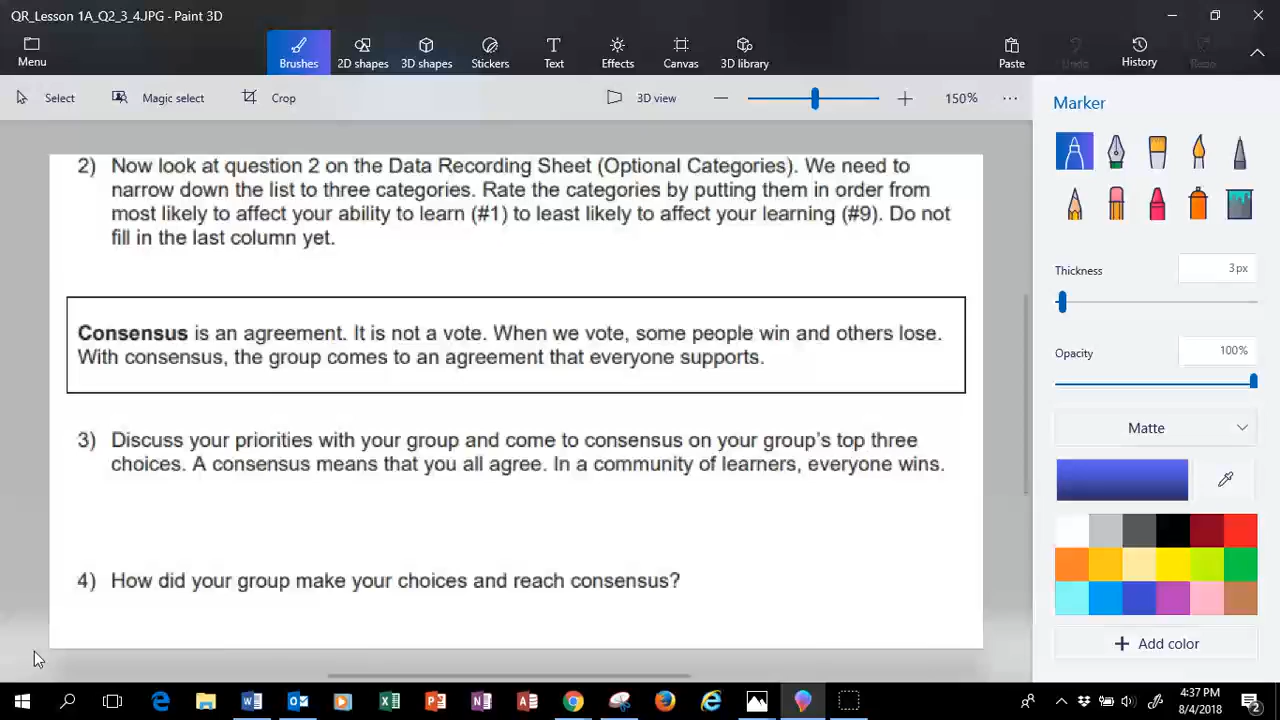 QR_Lesson 1A_Q2_3_4.JPG - Paint 3D
Menu
Brushes
2D shapes
3D shapes
Stickers
Text
Effects
Canvas
3D library
Paste
Undo
History
Redo
Select
Magic select
Crop
3D view
150%
Marker
2) Now look at question 2 on the Data Recording Sheet (Optional Categories). We need to
narrow down the list to three categories. Rate the categories by putting them in order from
most likely to affect your ability to learn (#1) to least likely to affect your learning (#9). Do not
fill in the last column yet.
Consensus is an agreement. It is not a vote. When we vote, some people win and others lose.
With consensus, the group comes to an agreement that everyone supports.
3) Discuss your priorities with your group and come to consensus on your group's top three
choices. A consensus means that you all agree. In a community of learners, everyone wins.
4) How did your group make your choices and reach consensus?
Thickness
3px
Opacity
100%
Matte
Add color
4:37 PM
8/4/2018
2